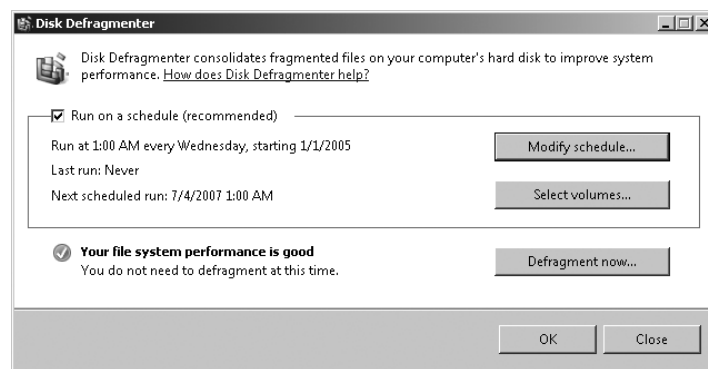 Disk Defragmenter
Disk Defragmenter consolidates fragmented files on your computer's hard disk to improve system
performance. How does Disk Defragmenter help?
Run on a schedule (recommended)
Run at 1:00 AM every Wednesday, starting 1/1/2005
Modify schedule...
Last run: Never
Next scheduled run: 7/4/2007 1:00 AM
Select volumes...
Your file system performance is good
You do not need to defragment at this time.
Defragment now...
OK
Close